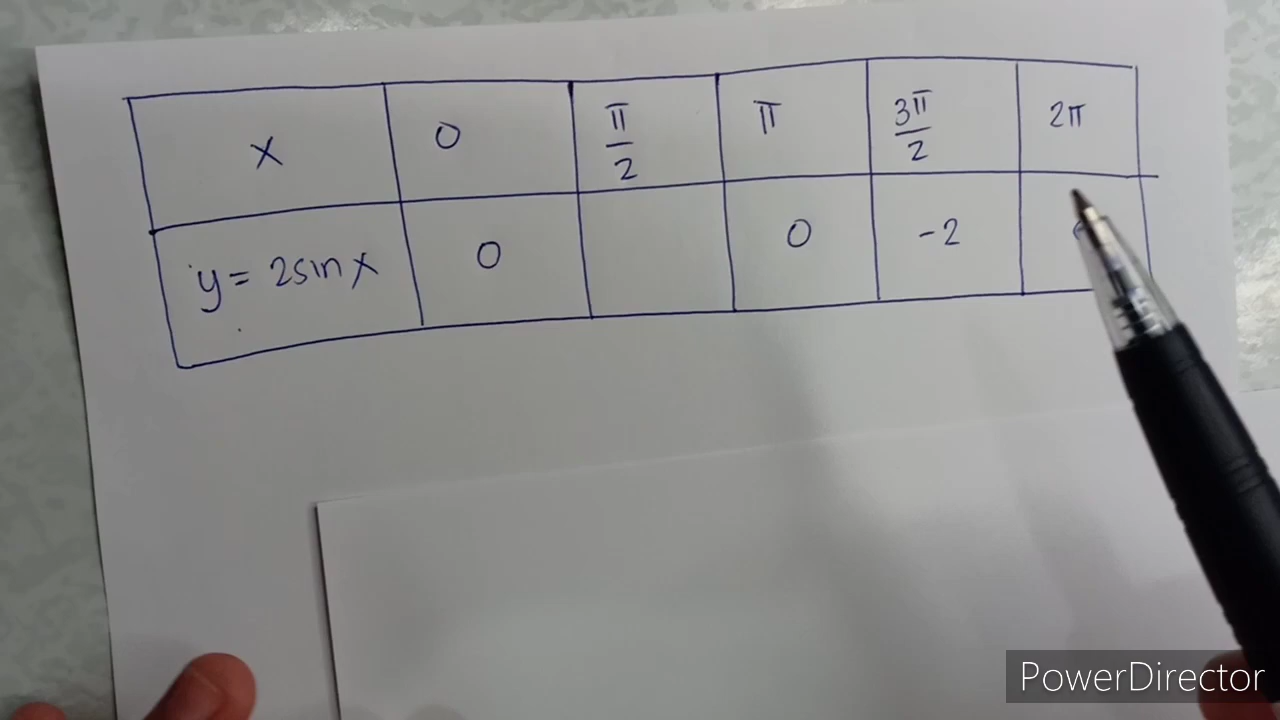 x 0 π/2 π 3π/2 2π
y = 2sin x 0 0 -2
PowerDirector